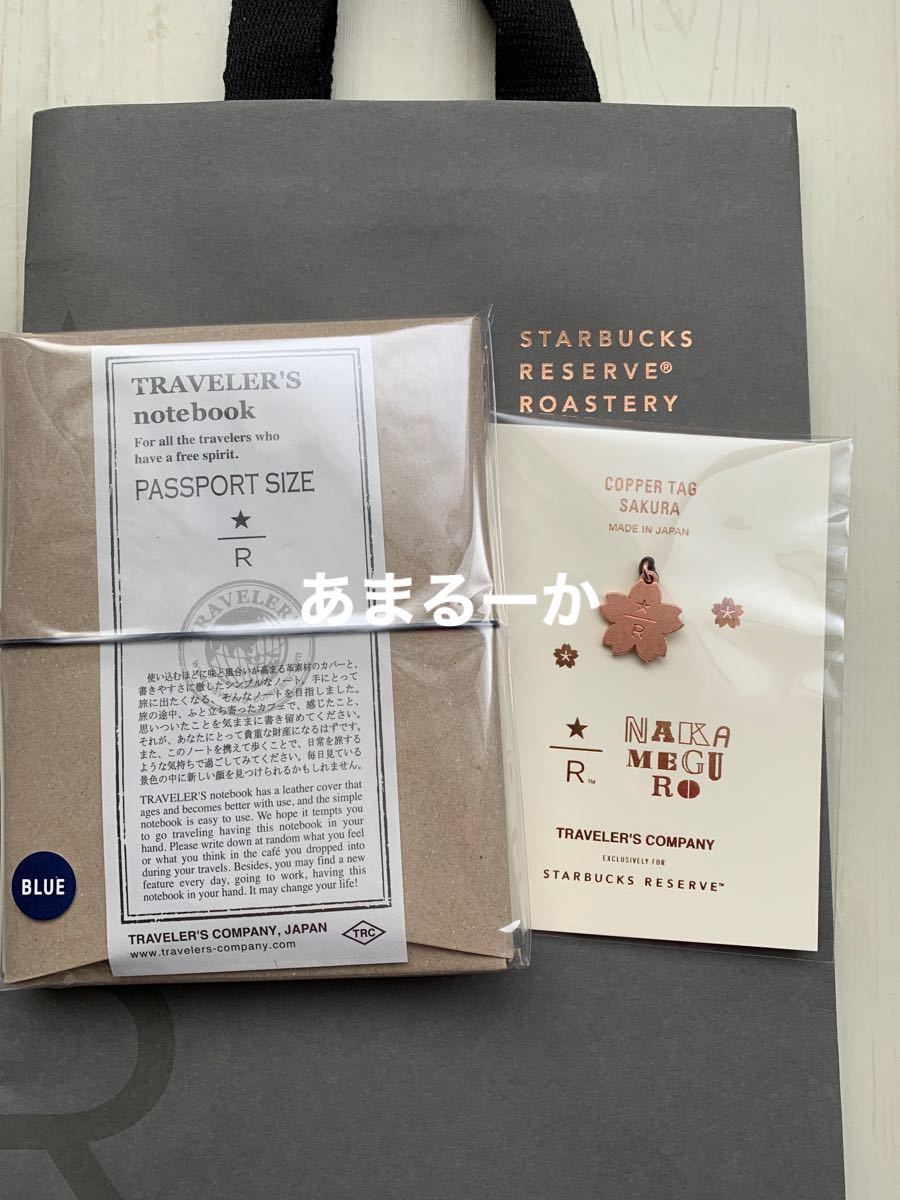 STARBUCKS
RESERVE®
ROASTERY
TRAVELER'S
notebook
For all the travelers who
have a free spirit.
PASSPORT SIZE
R
TRAVELER'S
あまるーか
使い込むほどに味と風合いが高まる革素材のカバーと、
書きやすさに徹したシンプルなノート。手にとって
旅に出たくなる、そんなノートを目指しました。
旅の途中、ふと立ち寄ったカフェで、感じたこと、
思いついたことを気ままに書き留めてください。
それが、あなたにとって貴重な財産になるはずです。
また、このノートを携えて歩くことで、日常を旅する
ような気持ちで過ごしてみてください。毎日見ている
景色の中に新しい顔を見つけられるかもしれません。
TRAVELER'S notebook has a leather cover that
ages and becomes better with use, and the simple
notebook is easy to use. We hope it tempts you
to go traveling having this notebook in your
hand. Please write down at random what you feel
or what you think in the café you dropped into
during your travels. Besides, you may find a new
feature every day, going to work, having this
notebook in your hand. It may change your life!
BLUE
TRAVELER'S COMPANY, JAPAN
TRC
www.travelers-company.com
COPPER TAG
SAKURA
MADE IN JAPAN
R
R™
NAKA
MEGU
RO
TRAVELER'S COMPANY
EXCLUSIVELY FOR
STARBUCKS RESERVE™